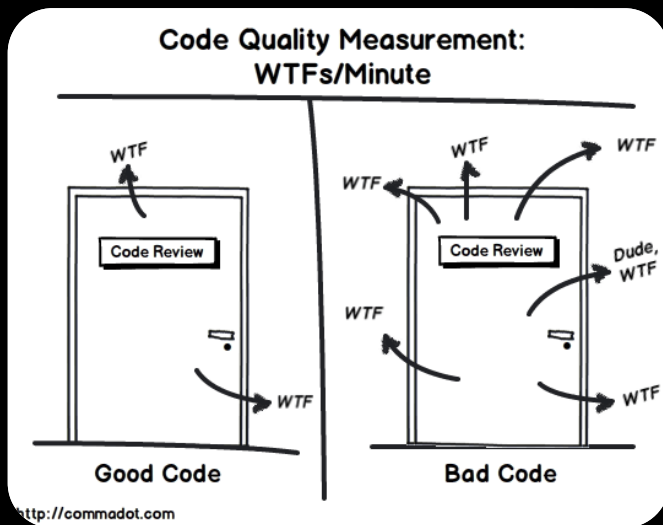 Code Quality Measurement:
WTFs/Minute
WTF
Code Review
WTF
Good Code
WTF
WTF
WTF
Code Review
Dude,
WTF
WTF
WTF
Bad Code
http://commadot.com